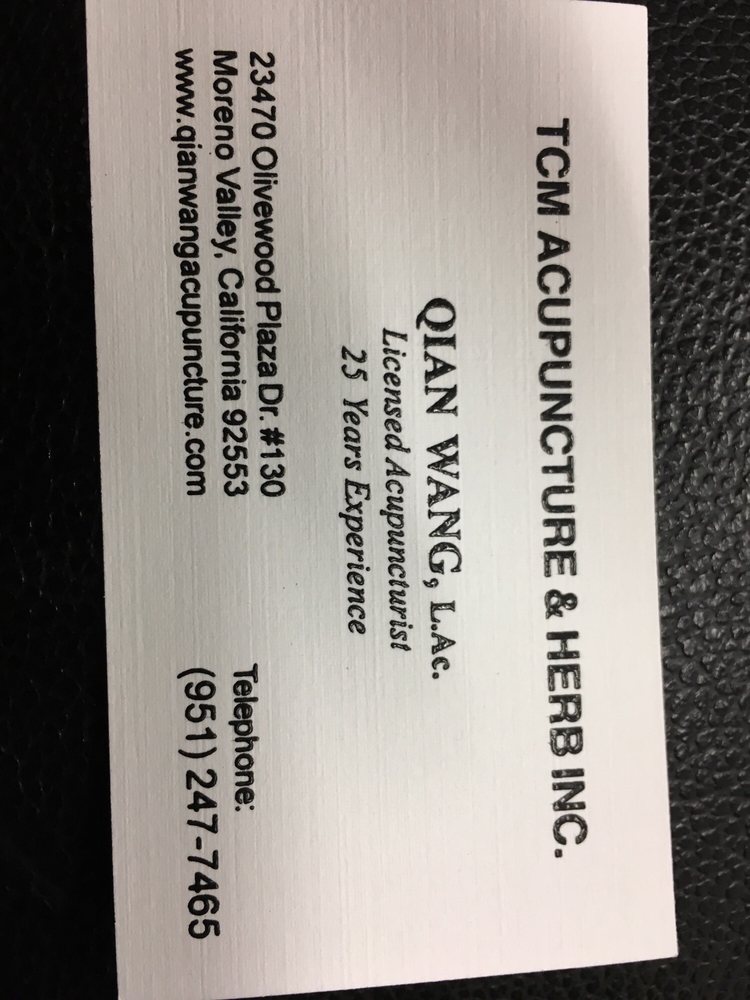 TCM ACUPUNCTURE & HERB INC.
QIAN WANG, L.Ac.
Licensed Acupuncturist
25 Years Experience
23470 Olivewood Plaza Dr. #130
Moreno Valley, California 92553
www.qianwangacupuncture.com
Telephone:
(951) 247-7465